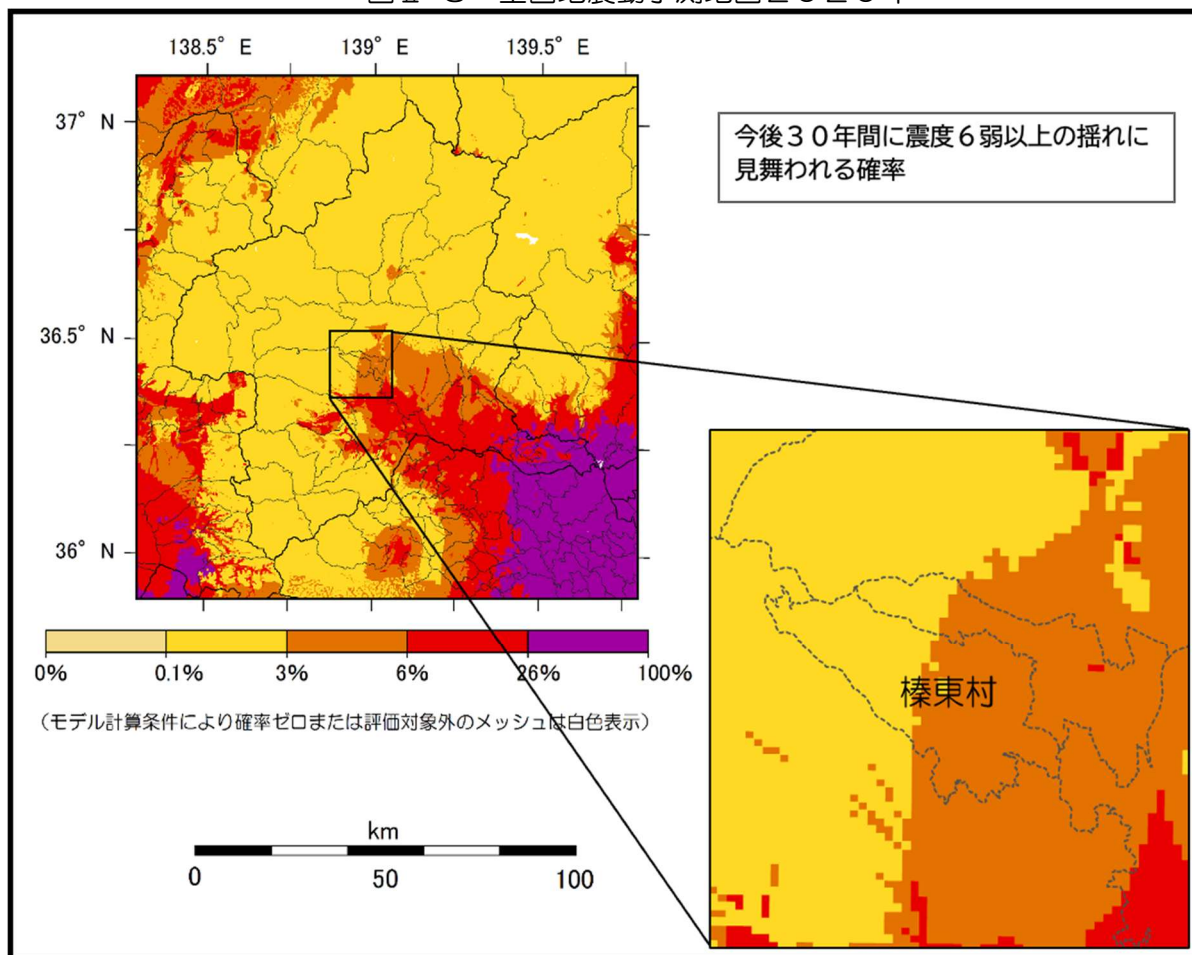 138.5° E
139° E
139.5° E
37° N
36.5° N
36° N
今後３０年間に震度６弱以上の揺れに
見舞われる確率
榛東村
0%
0.1%
3%
6%
26%
100%
（モデル計算条件により確率ゼロまたは評価対象外のメッシュは白色表示）
km
0
50
100